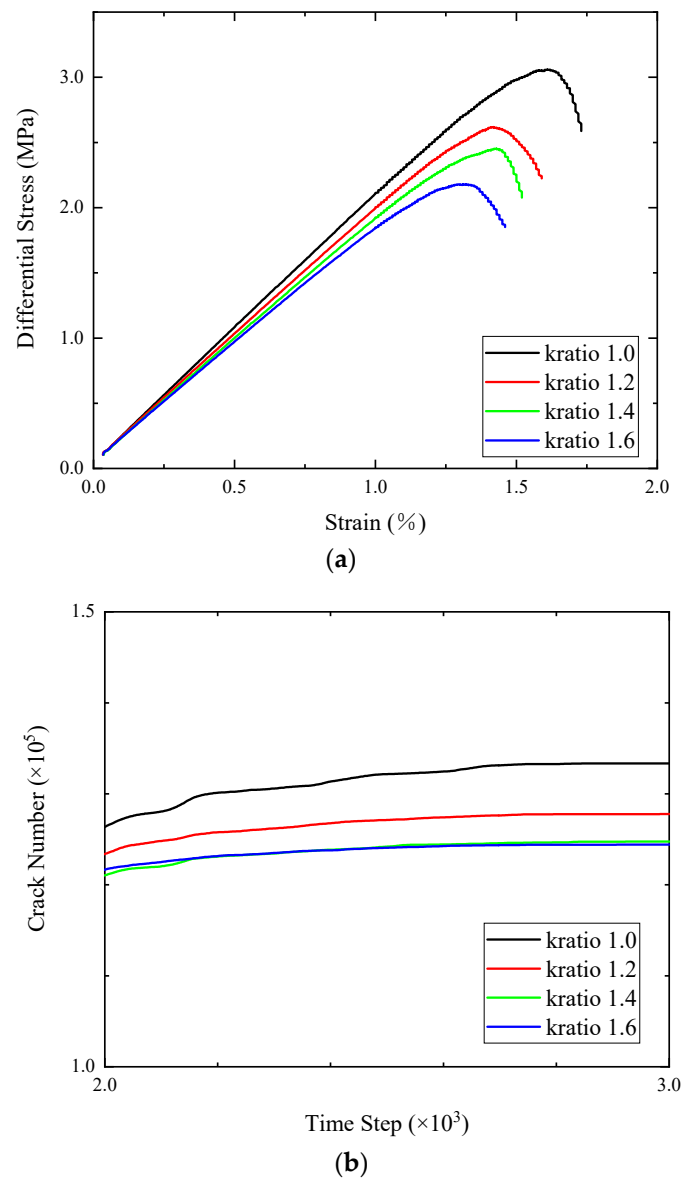 3.0
2.0
1.0
0.0
Differential Stress (MPa)
kratio 1.0
kratio 1.2
kratio 1.4
kratio 1.6
0.0 0.5 1.0 1.5 2.0
Strain (%)
(a)
1.5
1.0
Crack Number (×10⁵)
kratio 1.0
kratio 1.2
kratio 1.4
kratio 1.6
2.0 3.0
Time Step (×10³)
(b)